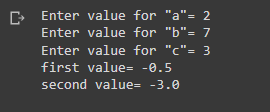 Enter value for "a"= 2
Enter value for "b"= 7
Enter value for "c"= 3
first value= -0.5
second value= -3.0